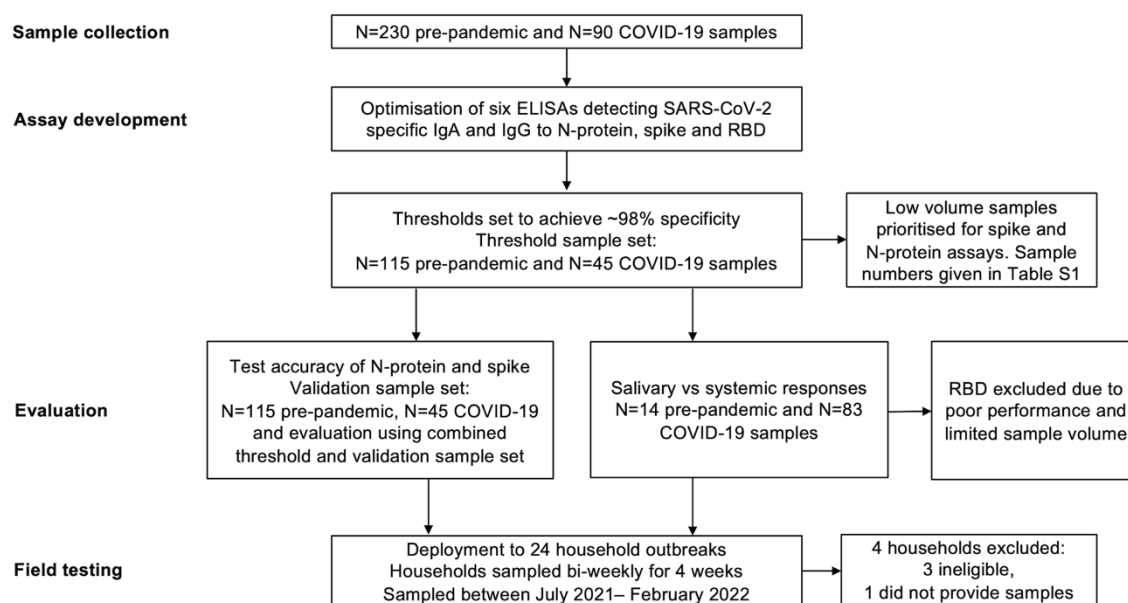 Sample collection
N=230 pre-pandemic and N=90 COVID-19 samples
Assay development
Optimisation of six ELISAs detecting SARS-CoV-2
specific IgA and IgG to N-protein, spike and RBD
Thresholds set to achieve ~98% specificity
Threshold sample set:
N=115 pre-pandemic and N=45 COVID-19 samples
Low volume samples
prioritised for spike and
N-protein assays. Sample
numbers given in Table S1
Evaluation
Test accuracy of N-protein and spike
Validation sample set:
N=115 pre-pandemic, N=45 COVID-19
and evaluation using combined
threshold and validation sample set
Salivary vs systemic responses
N=14 pre-pandemic and N=83
COVID-19 samples
RBD excluded due to
poor performance and
limited sample volume
Field testing
Deployment to 24 household outbreaks
Households sampled bi-weekly for 4 weeks
Sampled between July 2021– February 2022
4 households excluded:
3 ineligible,
1 did not provide samples